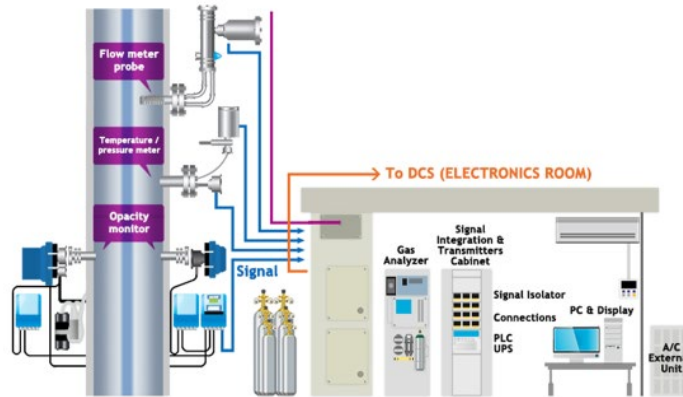 Flow meter
probe
Temperature /
pressure meter
Opacity
monitor
Signal
To DCS (ELECTRONICS ROOM)
Gas
Analyzer
Signal
Integration &
Transmitters
Cabinet
Signal Isolator
Connections
PLC
UPS
PC & Display
A/C
External
Unit